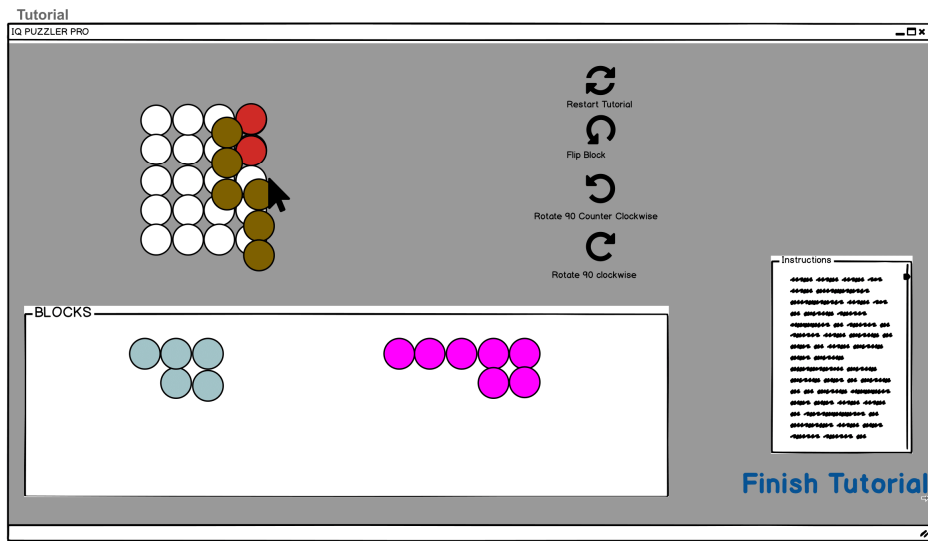 Tutorial
IQ PUZZLER PRO
Restart Tutorial
Flip Block
Rotate 90 Counter Clockwise
Rotate 90 clockwise
Instructions
BLOCKS
Finish Tutorial